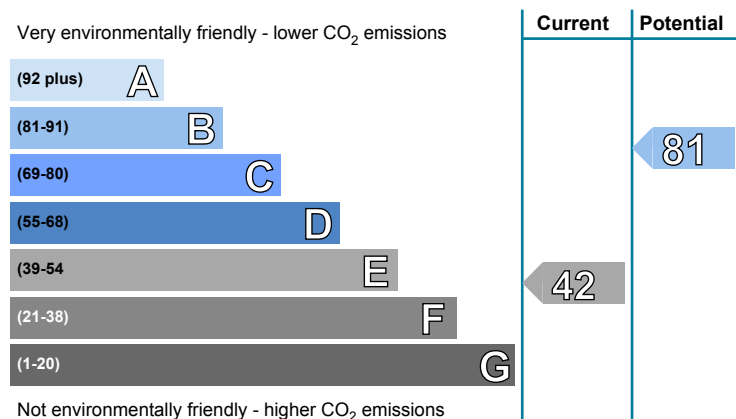 Very environmentally friendly - lower CO2 emissions
Current
Potential
(92 plus) A
(81-91) B
(69-80) C
(55-68) D
(39-54 E
(21-38) F
(1-20) G
81
42
Not environmentally friendly - higher CO2 emissions